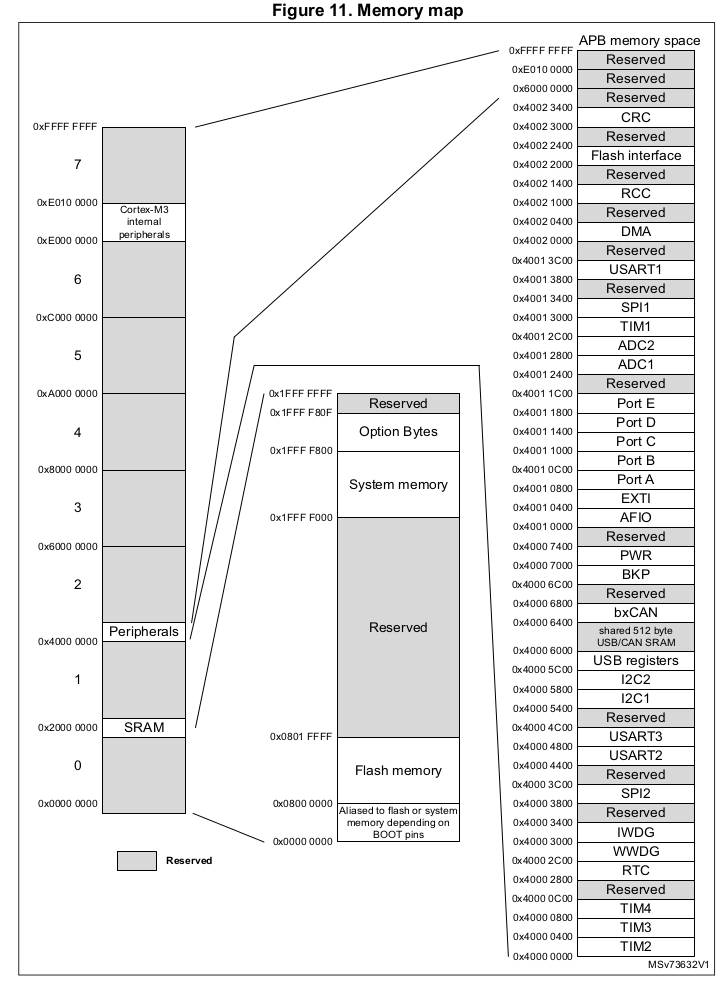 Figure 11. Memory map
0xFFFF FFFF
7
0xE010 0000
Cortex-M3
internal
peripherals
0xE000 0000
6
0xC000 0000
5
0xA000 0000
4
0x8000 0000
3
0x6000 0000
2
Peripherals
0x4000 0000
1
0x2000 0000
SRAM
0
0x0000 0000
Reserved
0x1FFF FFFF
Reserved
0x1FFF F80F
Option Bytes
0x1FFF F800
System memory
0x1FFF F000
Reserved
0x0801 FFFF
Flash memory
0x0800 0000
Aliased to flash or system
memory depending on
BOOT pins
0x0000 0000
APB memory space
0xFFFF FFFF
Reserved
0xE010 0000
Reserved
0x6000 0000
Reserved
0x4002 3400
CRC
0x4002 3000
Reserved
0x4002 2400
Flash interface
0x4002 2000
Reserved
0x4002 1400
RCC
0x4002 1000
Reserved
0x4002 0400
DMA
0x4002 0000
Reserved
0x4001 3C00
USART1
0x4001 3800
Reserved
0x4001 3400
SPI1
0x4001 3000
TIM1
0x4001 2C00
ADC2
0x4001 2800
ADC1
0x4001 2400
Reserved
0x4001 1C00
Port E
0x4001 1800
Port D
0x4001 1400
Port C
0x4001 1000
Port B
0x4001 0C00
Port A
0x4001 0800
EXTI
0x4001 0400
AFIO
0x4001 0000
Reserved
0x4000 7400
PWR
0x4000 7000
BKP
0x4000 6C00
Reserved
0x4000 6800
bxCAN
0x4000 6400
shared 512 byte
USB/CAN SRAM
0x4000 6000
USB registers
0x4000 5C00
I2C2
0x4000 5800
I2C1
0x4000 5400
Reserved
0x4000 4C00
USART3
0x4000 4800
USART2
0x4000 4400
Reserved
0x4000 3C00
SPI2
0x4000 3800
Reserved
0x4000 3400
IWDG
0x4000 3000
WWDG
0x4000 2C00
RTC
0x4000 2800
Reserved
0x4000 0C00
TIM4
0x4000 0800
TIM3
0x4000 0400
TIM2
0x4000 0000
MSv73632V1